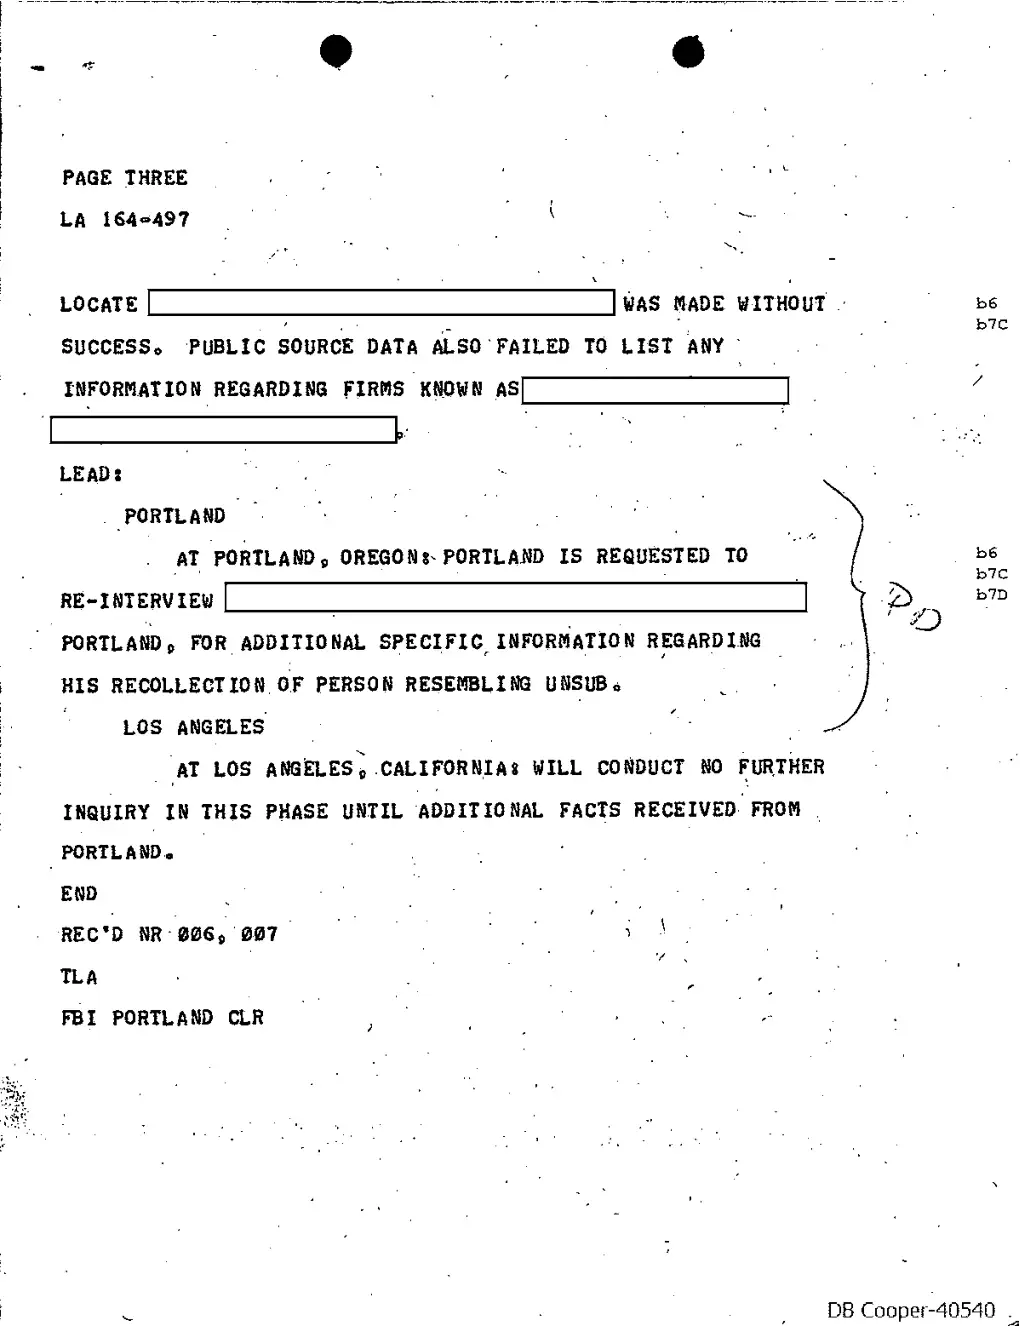 PAGE THREE
LA 164-497
LOCATE WAS MADE WITHOUT b6
b7C
SUCCESS. PUBLIC SOURCE DATA ALSO FAILED TO LIST ANY
INFORMATION REGARDING FIRMS KNOWN AS
.
LEAD:
PORTLAND
AT PORTLAND, OREGON: PORTLAND IS REQUESTED TO b6
b7C
RE-INTERVIEW b7D
PORTLAND, FOR ADDITIONAL SPECIFIC INFORMATION REGARDING
HIS RECOLLECTION OF PERSON RESEMBLING UNSUB.
LOS ANGELES
AT LOS ANGELES, CALIFORNIA: WILL CONDUCT NO FURTHER
INQUIRY IN THIS PHASE UNTIL ADDITIONAL FACTS RECEIVED FROM
PORTLAND.
END
REC'D NR 006, 007
TLA
FBI PORTLAND CLR
DB Cooper-40540